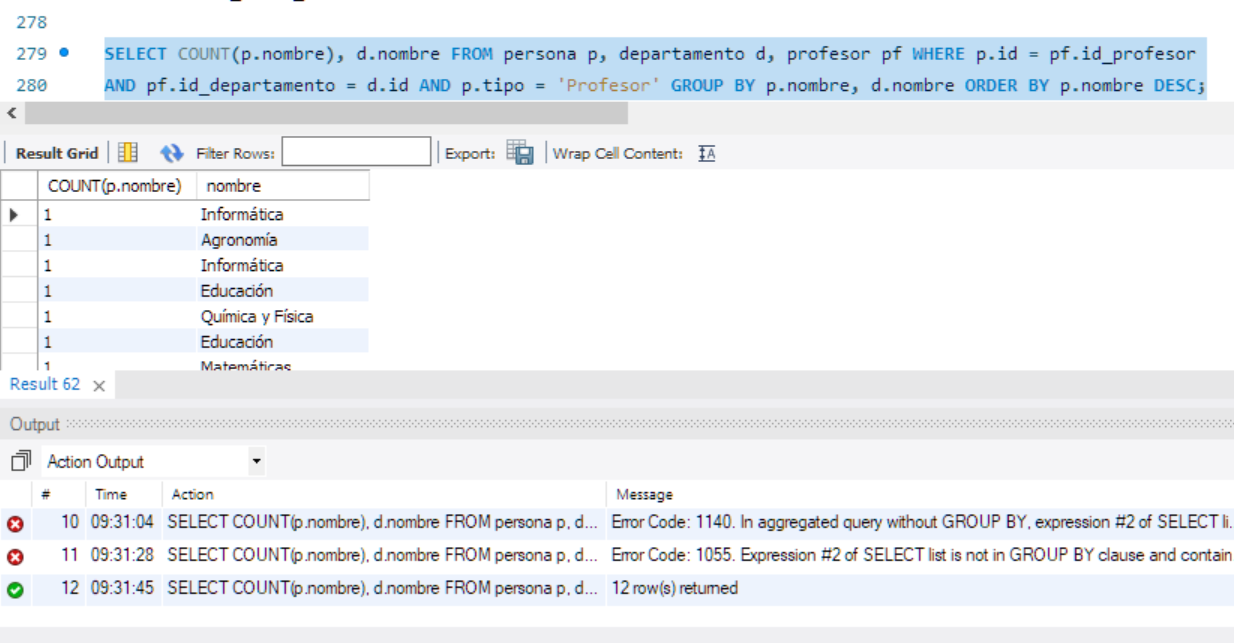 278
279 SELECT COUNT(p.nombre), d.nombre FROM persona p, departamento d, profesor pf WHERE p.id = pf.id_profesor
280 AND pf.id_departamento = d.id AND p.tipo = 'Profesor' GROUP BY p.nombre, d.nombre ORDER BY p.nombre DESC;
Result Grid Filter Rows: Export: Wrap Cell Content: IA
COUNT(p.nombre) nombre
1 Informática
1 Agronomía
1 Informática
1 Educación
1 Química y Física
1 Educación
1 Matemáticas
Result 62
Output
Action Output
# Time Action Message
10 09:31:04 SELECT COUNT(p.nombre), d.nombre FROM persona p, d... Error Code: 1140. In aggregated query without GROUP BY, expression #2 of SELECT li.
11 09:31:28 SELECT COUNT(p.nombre), d.nombre FROM persona p, d... Error Code: 1055. Expression #2 of SELECT list is not in GROUP BY clause and contain
12 09:31:45 SELECT COUNT(p.nombre), d.nombre FROM persona p, d... 12 row(s) returned